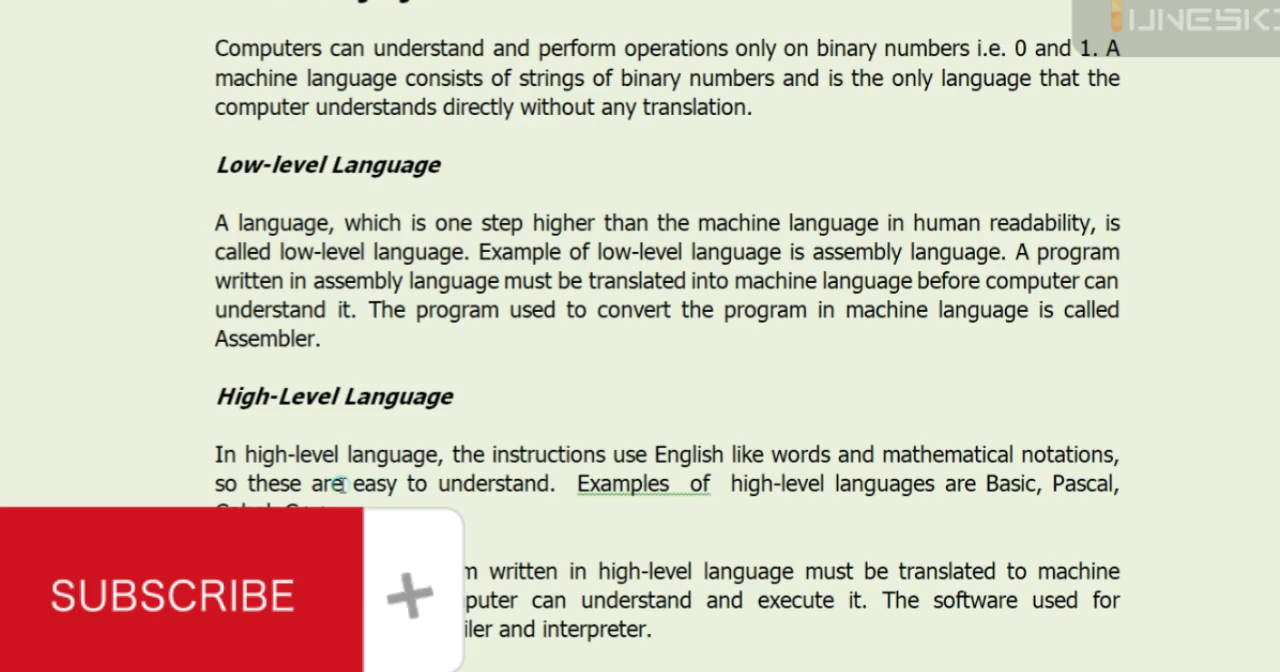 Computers can understand and perform operations only on binary numbers i.e. 0 and 1. A
machine language consists of strings of binary numbers and is the only language that the
computer understands directly without any translation.
Low-level Language
A language, which is one step higher than the machine language in human readability, is
called low-level language. Example of low-level language is assembly language. A program
written in assembly language must be translated into machine language before computer can
understand it. The program used to convert the program in machine language is called
Assembler.
High-Level Language
In high-level language, the instructions use English like words and mathematical notations,
so these are easy to understand. Examples of high-level languages are Basic, Pascal,
written in high-level language must be translated to machine
can understand and execute it. The software used for
and interpreter.
SUBSCRIBE